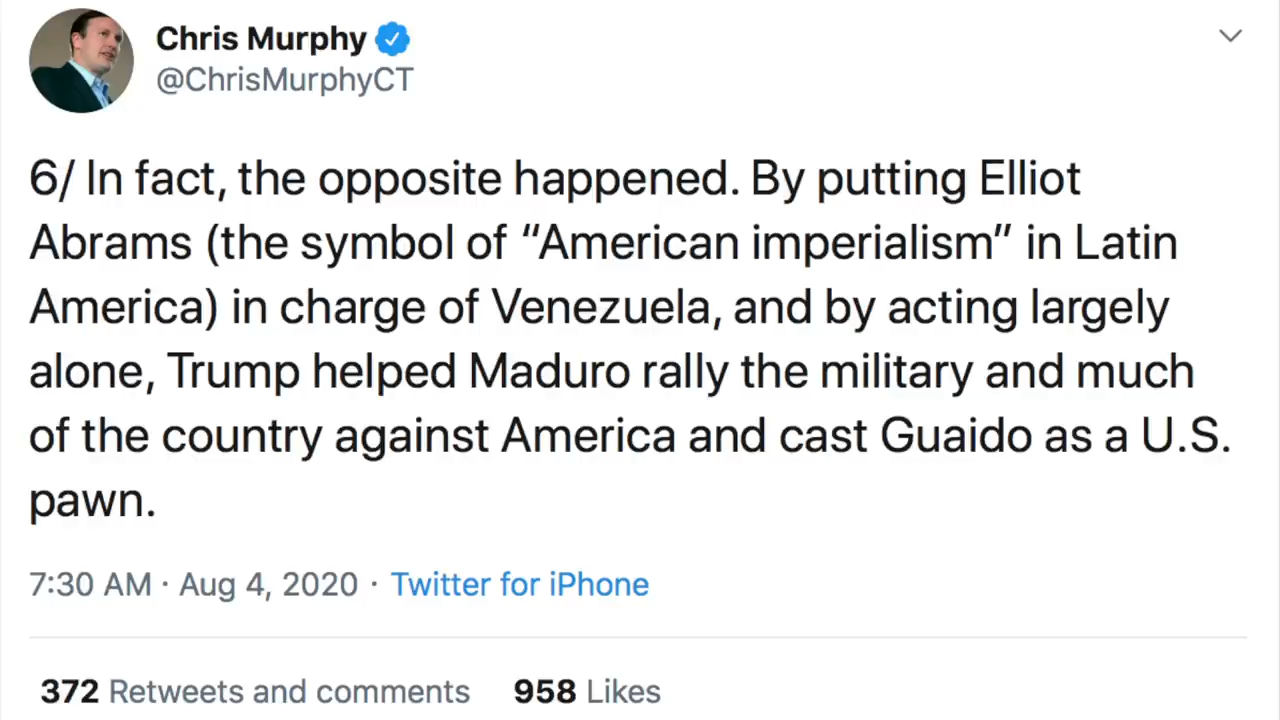 Chris Murphy
@ChrisMurphyCT
6/ In fact, the opposite happened. By putting Elliot
Abrams (the symbol of “American imperialism” in Latin
America) in charge of Venezuela, and by acting largely
alone, Trump helped Maduro rally the military and much
of the country against America and cast Guaido as a U.S.
pawn.
7:30 AM · Aug 4, 2020 · Twitter for iPhone
372 Retweets and comments 958 Likes